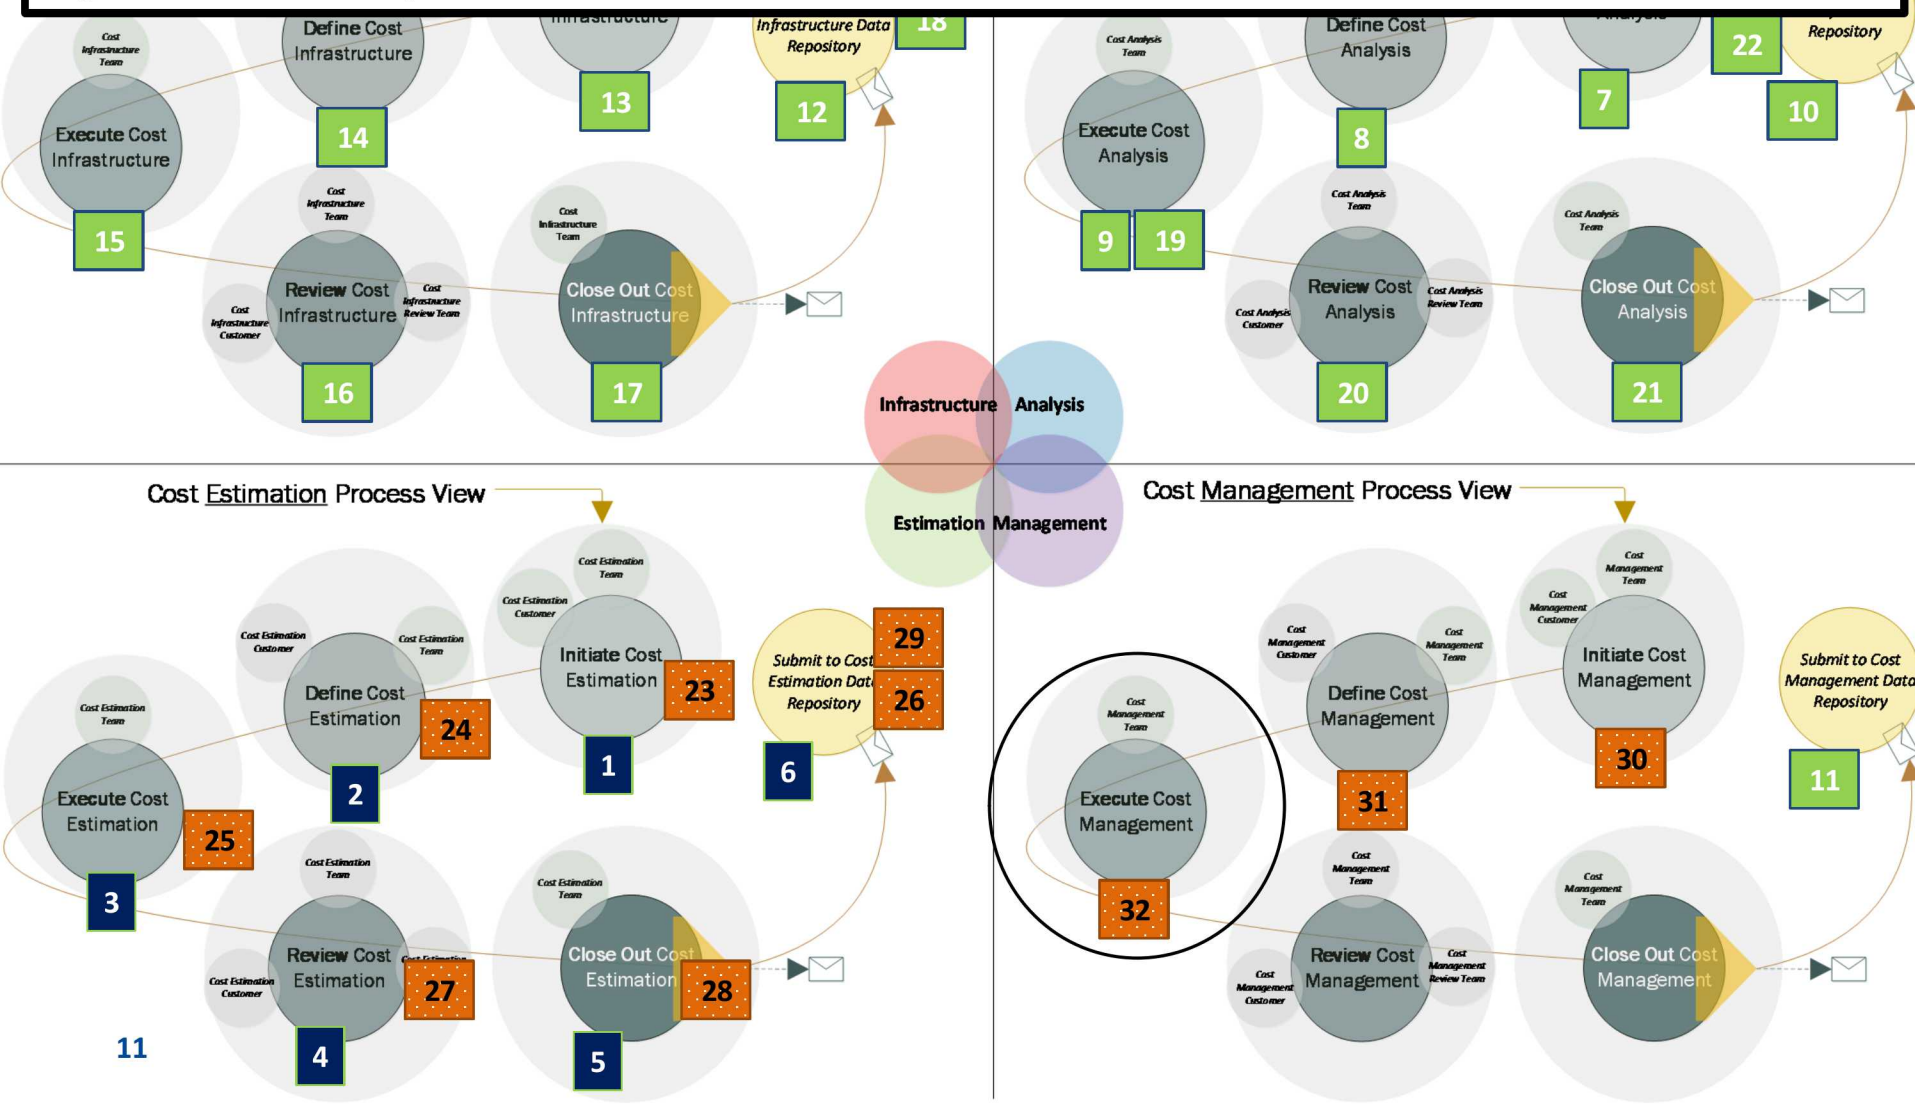 Cost
Infrastructure
Team
Define Cost
Infrastructure
Infrastructure
Infrastructure Data
Repository
18
13
12
14
Execute Cost
Infrastructure
15
Cost
Infrastructure
Team
Cost
Infrastructure
Customer
Review Cost
Infrastructure
Cost
Infrastructure
Review Team
16
Cost
Infrastructure
Team
Close Out Cost
Infrastructure
17
Cost Analysis
Team
Define Cost
Analysis
Analysis
Repository
22
7
10
8
Execute Cost
Analysis
9
19
Cost Analysis
Team
Cost Analysis
Customer
Review Cost
Analysis
Cost Analysis
Review Team
20
Cost Analysis
Team
Close Out Cost
Analysis
21
Infrastructure
Analysis
Estimation
Management
Cost Estimation Process View
Cost Estimation
Team
Cost Estimation
Customer
Initiate Cost
Estimation
23
1
Submit to Cost
Estimation Data
Repository
29
26
6
Cost Estimation
Customer
Cost Estimation
Team
Define Cost
Estimation
24
2
Cost Estimation
Team
Execute Cost
Estimation
25
3
Cost Estimation
Team
Cost Estimation
Customer
Review Cost
Estimation
Cost Estimation
27
4
Cost Estimation
Team
Close Out Cost
Estimation
28
5
11
Cost Management Process View
Cost
Management
Team
Cost
Management
Customer
Initiate Cost
Management
30
Submit to Cost
Management Data
Repository
11
Cost
Management
Customer
Cost
Management
Team
Define Cost
Management
31
Cost
Management
Team
Execute Cost
Management
32
Cost
Management
Team
Cost
Management
Customer
Review Cost
Management
Cost
Management
Review Team
Cost
Management
Team
Close Out Cost
Management